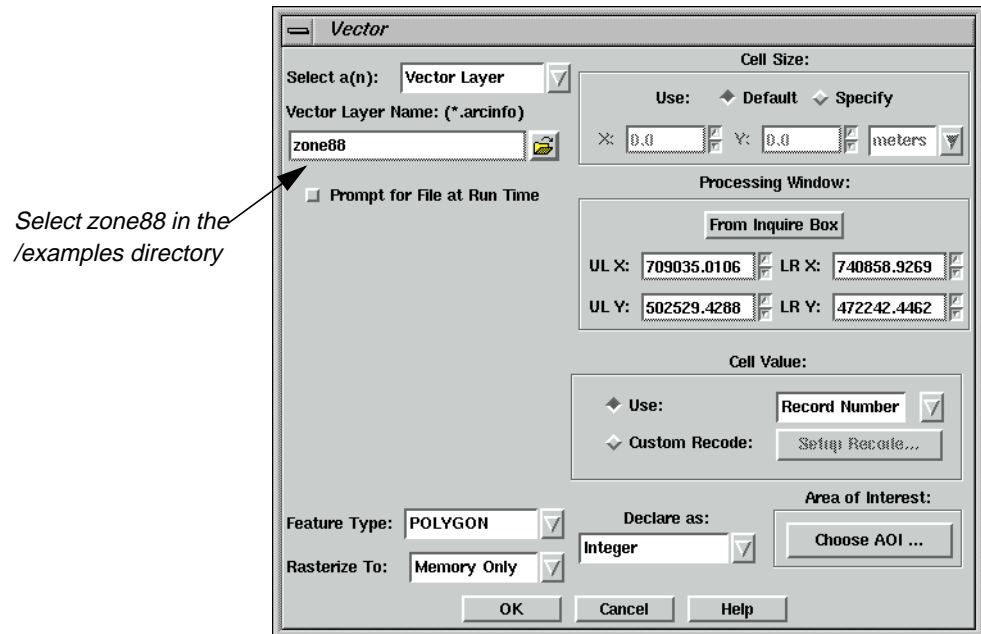 Vector
Select a(n): Vector Layer
Vector Layer Name: (*.arcinfo)
zone88
Prompt for File at Run Time
Select zone88 in the
/examples directory
Cell Size:
Use: Default Specify
X: 0.0 Y: 0.0 meters
Processing Window:
From Inquire Box
UL X: 709035.0106 LR X: 740858.9269
UL Y: 502529.4288 LR Y: 472242.4462
Cell Value:
Use: Record Number
Custom Recode: Setup Recode...
Feature Type: POLYGON
Rasterize To: Memory Only
Declare as:
Integer
Area of Interest:
Choose AOI ...
OK Cancel Help